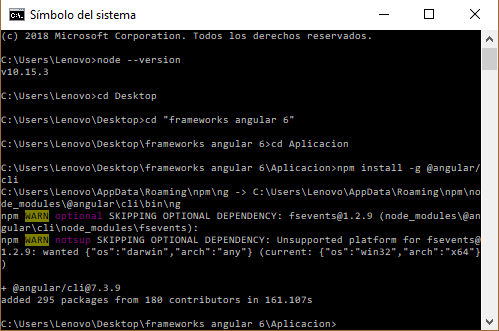 Símbolo del sistema
(c) 2018 Microsoft Corporation. Todos los derechos reservados.
C:\Users\Lenovo>node --version
v10.15.3
C:\Users\Lenovo>cd Desktop
C:\Users\Lenovo\Desktop>cd "frameworks angular 6"
C:\Users\Lenovo\Desktop\frameworks angular 6>cd Aplicacion
C:\Users\Lenovo\Desktop\frameworks angular 6\Aplicacion>npm install -g @angular/
cli
C:\Users\Lenovo\AppData\Roaming\npm\ng -> C:\Users\Lenovo\AppData\Roaming\npm\no
de_modules\@angular\cli\bin\ng
npm WARN optional SKIPPING OPTIONAL DEPENDENCY: fsevents@1.2.9 (node_modules\@an
gular\cli\node_modules\fsevents):
npm WARN notsup SKIPPING OPTIONAL DEPENDENCY: Unsupported platform for fsevents@
1.2.9: wanted {"os":"darwin","arch":"any"} (current: {"os":"win32","arch":"x64"}
)
+ @angular/cli@7.3.9
added 295 packages from 180 contributors in 161.107s
C:\Users\Lenovo\Desktop\frameworks angular 6\Aplicacion>